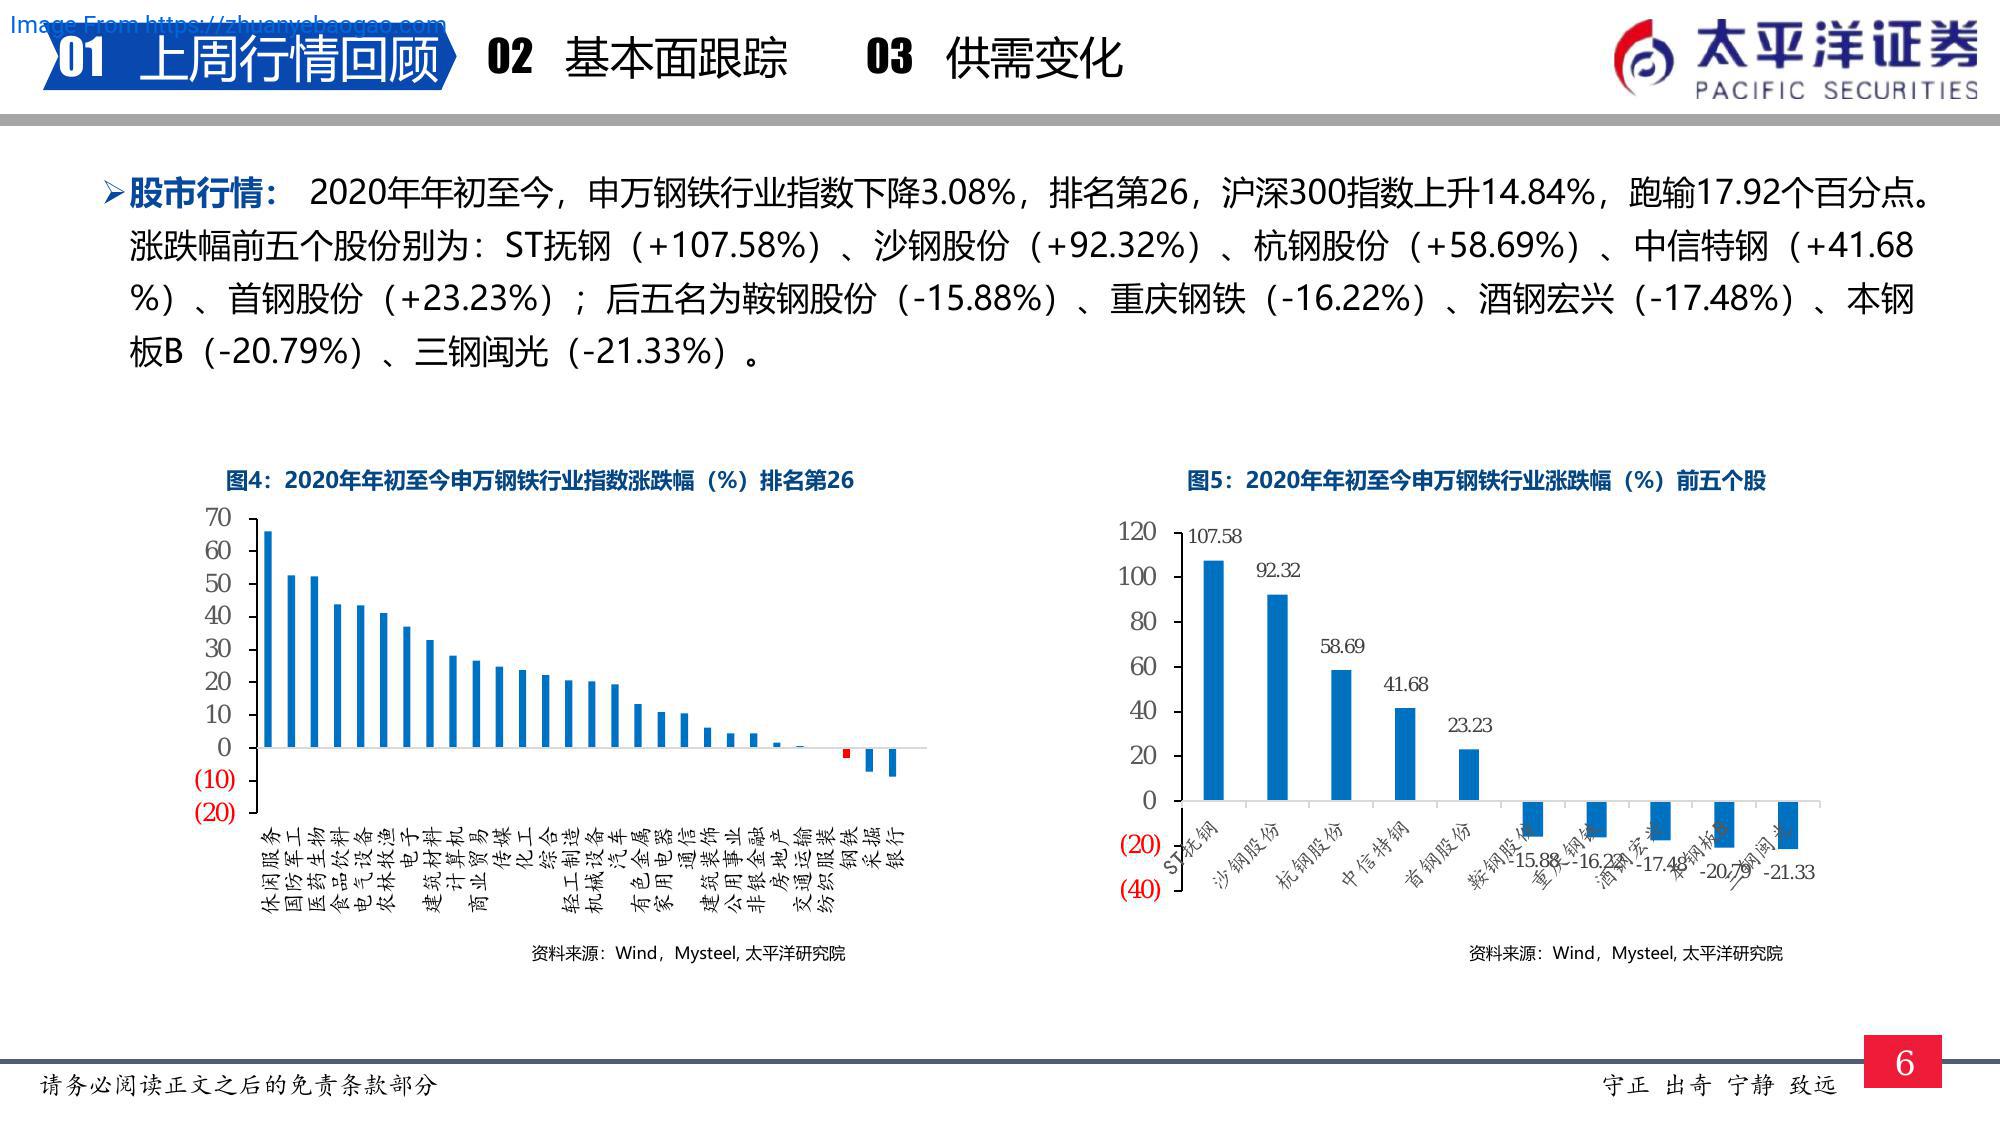 Image From https://zhuanyebaogao.com
01 上周行情回顾 02 基本面跟踪 03 供需变化
太平洋证券
PACIFIC SECURITIES
➢股市行情： 2020年年初至今，申万钢铁行业指数下降3.08%，排名第26，沪深300指数上升14.84%，跑输17.92个百分点。
涨跌幅前五个股份别为：ST抚钢（+107.58%）、沙钢股份（+92.32%）、杭钢股份（+58.69%）、中信特钢（+41.68
%）、首钢股份（+23.23%）；后五名为鞍钢股份（-15.88%）、重庆钢铁（-16.22%）、酒钢宏兴（-17.48%）、本钢
板B（-20.79%）、三钢闽光（-21.33%）。
图4：2020年年初至今申万钢铁行业指数涨跌幅（%）排名第26
70
60
50
40
30
20
10
0
(10)
(20)
休闲服务
国防军工
医药生物
食品饮料
电气设备
农林牧渔
电子
建筑材料
计算机
商业贸易
传媒
化工
综合
轻工制造
机械设备
汽车
有色金属
家用电器
通信
建筑装饰
公用事业
非银金融
房地产
交通运输
纺织服装
钢铁
采掘
银行
资料来源：Wind，Mysteel, 太平洋研究院
图5：2020年年初至今申万钢铁行业涨跌幅（%）前五个股
120
100
80
60
40
20
0
(20)
(40)
107.58
92.32
58.69
41.68
23.23
-15.88
-16.22
-17.48
-20.79
-21.33
ST抚钢
沙钢股份
杭钢股份
中信特钢
首钢股份
鞍钢股份
重庆钢铁
酒钢宏兴
本钢板B
三钢闽光
资料来源：Wind，Mysteel, 太平洋研究院
请务必阅读正文之后的免责条款部分
守正 出奇 宁静 致远
6